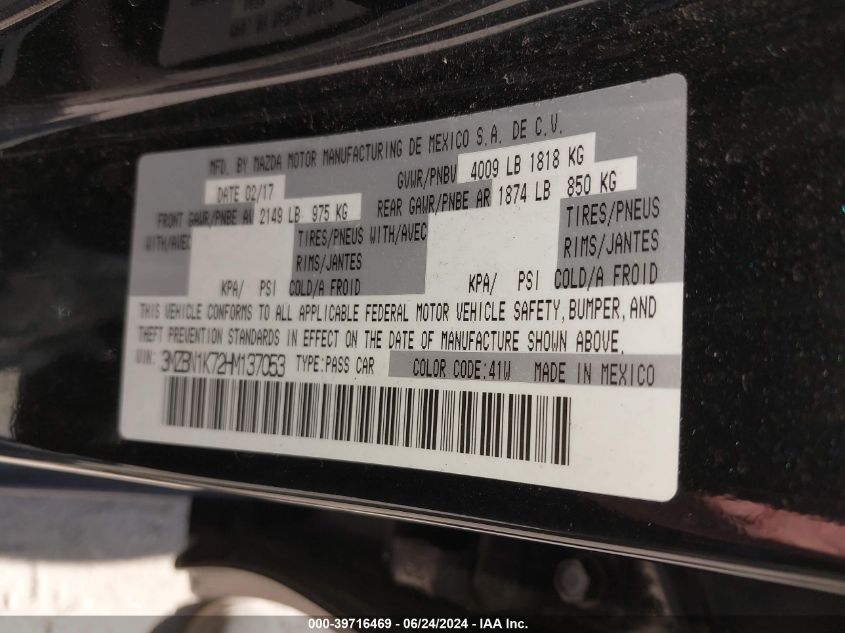 MFD. BY MAZDA MOTOR MANUFACTURING DE MEXICO S.A. DE C.V.
DATE 02/17 GVWR/PNBV 4009 LB 1818 KG
FRONT GAWR/PNBE AV 2149 LB 975 KG REAR GAWR/PNBE AR 1874 LB 850 KG
WITH/AVEC TIRES/PNEUS WITH/AVEC TIRES/PNEUS
RIMS/JANTES RIMS/JANTES
KPA/ PSI COLD/A FROID KPA/ PSI COLD/A FROID
THIS VEHICLE CONFORMS TO ALL APPLICABLE FEDERAL MOTOR VEHICLE SAFETY, BUMPER, AND
THEFT PREVENTION STANDARDS IN EFFECT ON THE DATE OF MANUFACTURE SHOWN ABOVE.
VIN: 3MZBN1K72HM137053 TYPE:PASS CAR COLOR CODE:41W MADE IN MEXICO
000-39716469 - 06/24/2024 - IAA Inc.